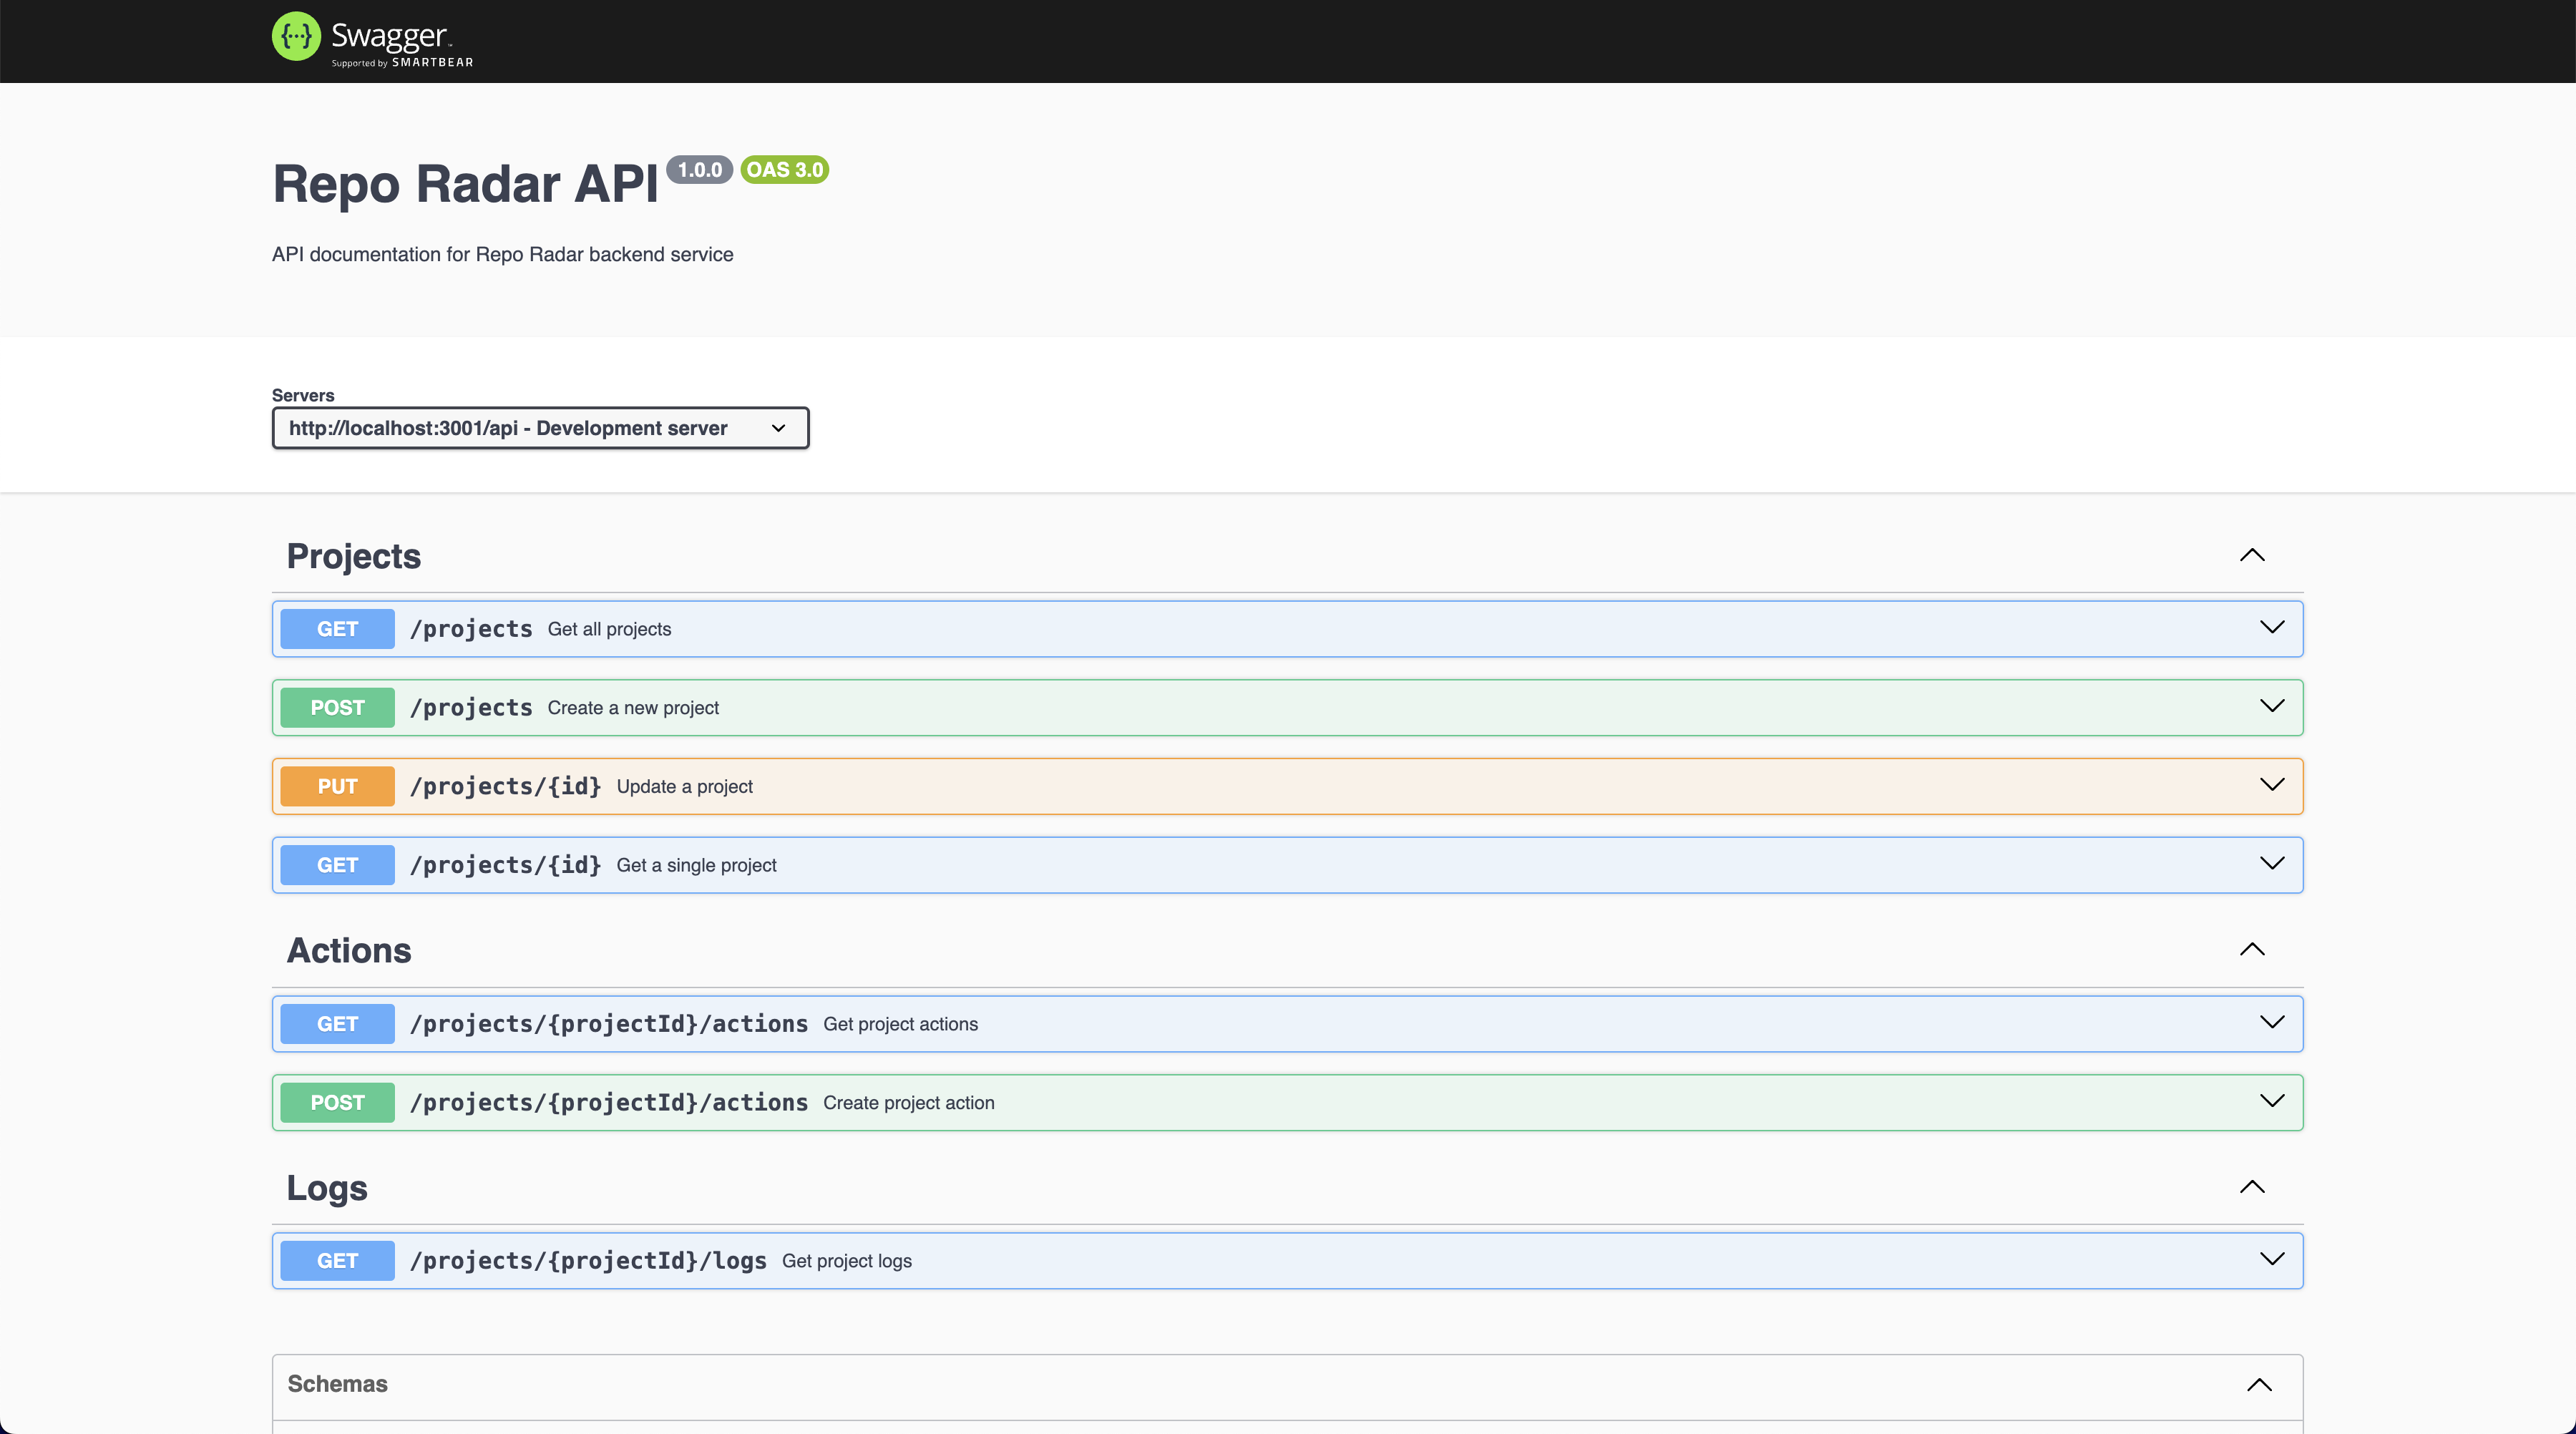 {...} Swagger™
Supported by SMARTBEAR
Repo Radar API 1.0.0 OAS 3.0
API documentation for Repo Radar backend service
Servers
http://localhost:3001/api - Development server
Projects
GET /projects Get all projects
POST /projects Create a new project
PUT /projects/{id} Update a project
GET /projects/{id} Get a single project
Actions
GET /projects/{projectId}/actions Get project actions
POST /projects/{projectId}/actions Create project action
Logs
GET /projects/{projectId}/logs Get project logs
Schemas